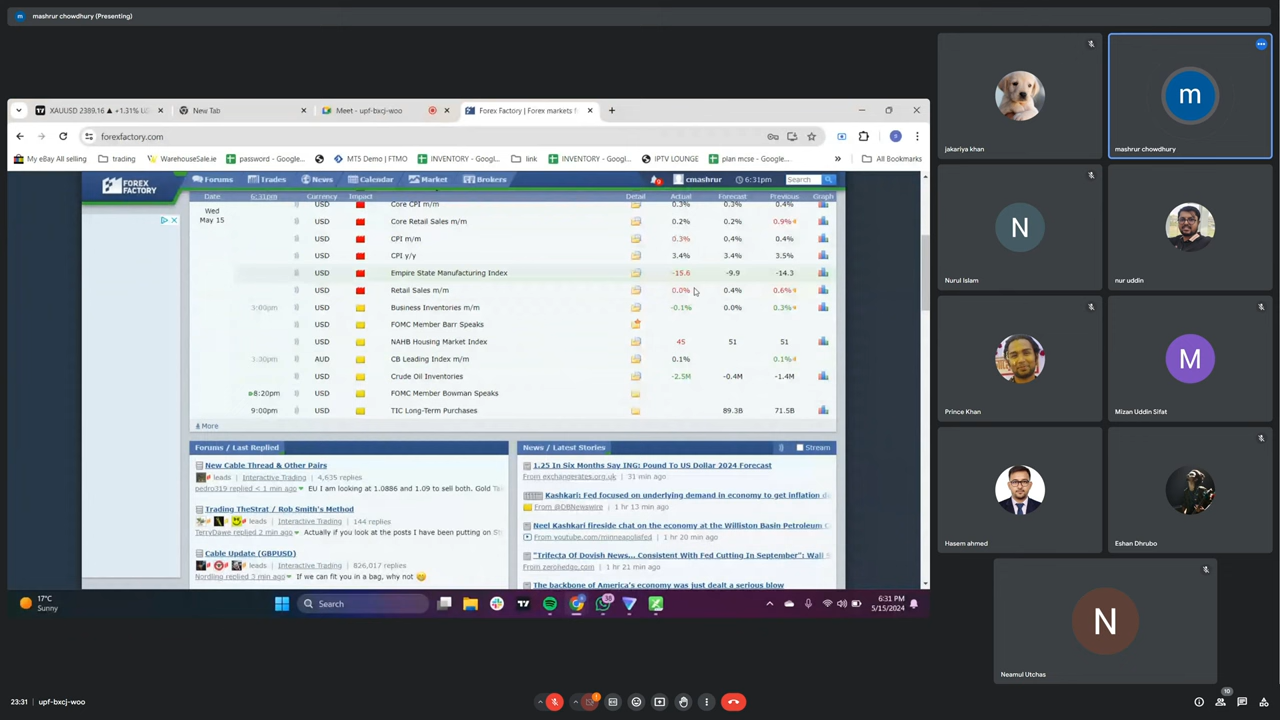 m mashrur chowdhury (Presenting)
XAUUSD 2389.16 ▲ +1.31%
New Tab
Meet - upf-bxcj-woo
Forex Factory | Forex markets f
forexfactory.com
My eBay All selling
trading
WarehouseSale.ie
password - Google...
MT5 Demo | FTMO
INVENTORY - Googl...
link
INVENTORY - Googl...
IPTV LOUNGE
plan mcse - Googl...
»
All Bookmarks
FOREX FACTORY
Forums
Trades
News
Calendar
Market
Brokers
cmashrur
6:31pm
Search
Date 6:31pm Currency Impact Detail Actual Forecast Previous Graph
Wed
May 15
USD Core CPI m/m 0.3% 0.3% 0.4%
USD Core Retail Sales m/m 0.2% 0.2% 0.9%
USD CPI m/m 0.3% 0.4% 0.4%
USD CPI y/y 3.4% 3.4% 3.5%
USD Empire State Manufacturing Index -15.6 -9.9 -14.3
USD Retail Sales m/m 0.0% 0.4% 0.6%
3:00pm USD Business Inventories m/m -0.1% 0.0% 0.3%
USD FOMC Member Barr Speaks
USD NAHB Housing Market Index 45 51 51
3:30pm AUD CB Leading Index m/m 0.1% 0.1%
USD Crude Oil Inventories -2.5M -0.4M -1.4M
8:20pm USD FOMC Member Bowman Speaks
9:00pm USD TIC Long-Term Purchases 89.3B 71.5B
More
Forums / Last Replied
New Cable Thread & Other Pairs
leads | Interactive Trading | 4,635 replies
pedro319 replied < 1 min ago EU I am looking at 1.0886 and 1.09 to sell both. Gold
Trading TheStrat / Rob Smith's Method
leads | Interactive Trading | 144 replies
TerryDawe replied 2 min ago Actually if you look at the posts I have been putting on
Cable Update (GBPUSD)
leads | Interactive Trading | 826,017 replies
Nordling replied 3 min ago If we can fit you in a bag, why not
News / Latest Stories
Stream
1.25 In Six Months Say ING: Pound To US Dollar 2024 Forecast
From exchangerates.org.uk | 31 min ago
Kashkari: Fed focused on underlying demand in economy to get inflation
From @DBNewswire | 1 hr 13 min ago
Neel Kashkari fireside chat on the economy at the Williston Basin Petroleum
From youtube.com/minneapolisfed | 1 hr 20 min ago
"Trifecta Of Dovish News... Consistent With Fed Cutting In September":
From zerohedge.com | 1 hr 21 min ago
The backbone of America's economy was just dealt a serious blow
17°C
Sunny
Search
38
6:31 PM
5/15/2024
jakariya khan
m
mashrur chowdhury
N
Nurul Islam
nur uddin
Prince Khan
M
Mizan Uddin Sifat
Hasem ahmed
Eshan Dhrubo
N
Neamul Utchas
23:31 | upf-bxcj-woo
10